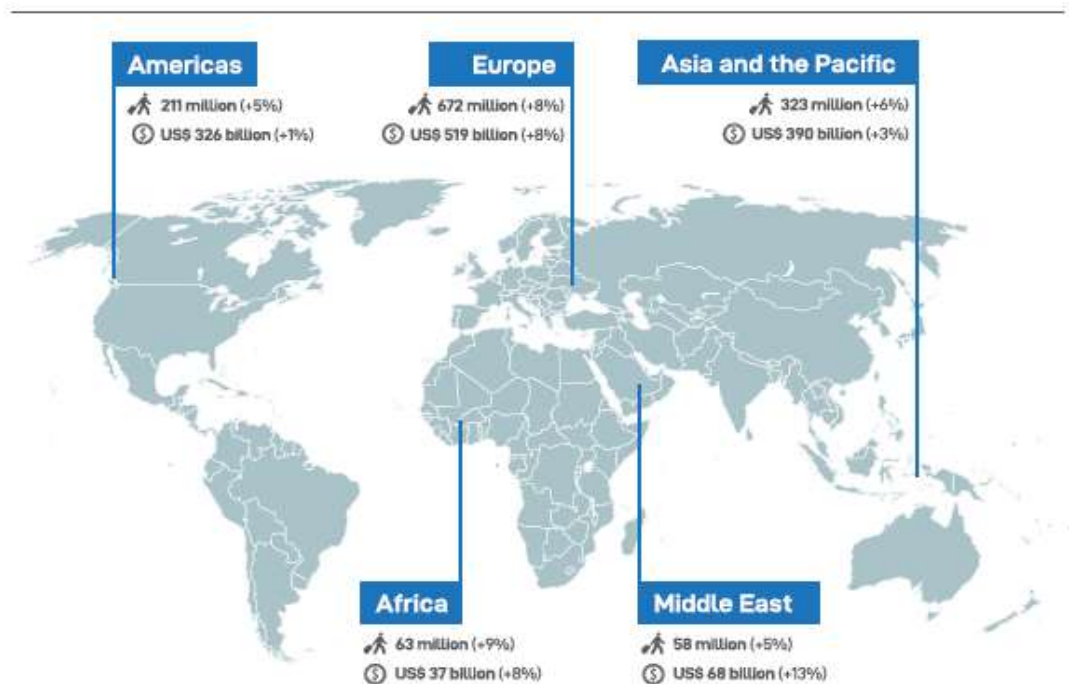 Americas
211 million (+5%)
US$ 326 billion (+1%)
Europe
672 million (+8%)
US$ 519 billion (+8%)
Asia and the Pacific
323 million (+6%)
US$ 390 billion (+3%)
Africa
63 million (+9%)
US$ 37 billion (+8%)
Middle East
58 million (+5%)
US$ 68 billion (+13%)